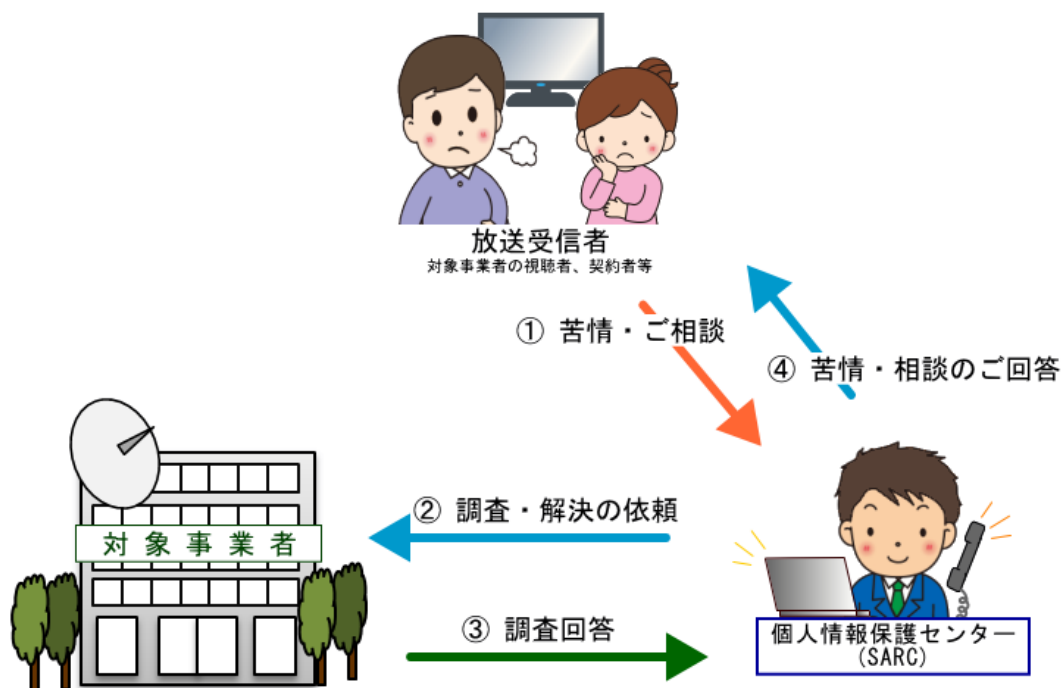 放送受信者
対象事業者の視聴者、契約者等
① 苦情・ご相談
④ 苦情・相談のご回答
② 調査・解決の依頼
対象事業者
③ 調査回答
個人情報保護センター
(SARC)